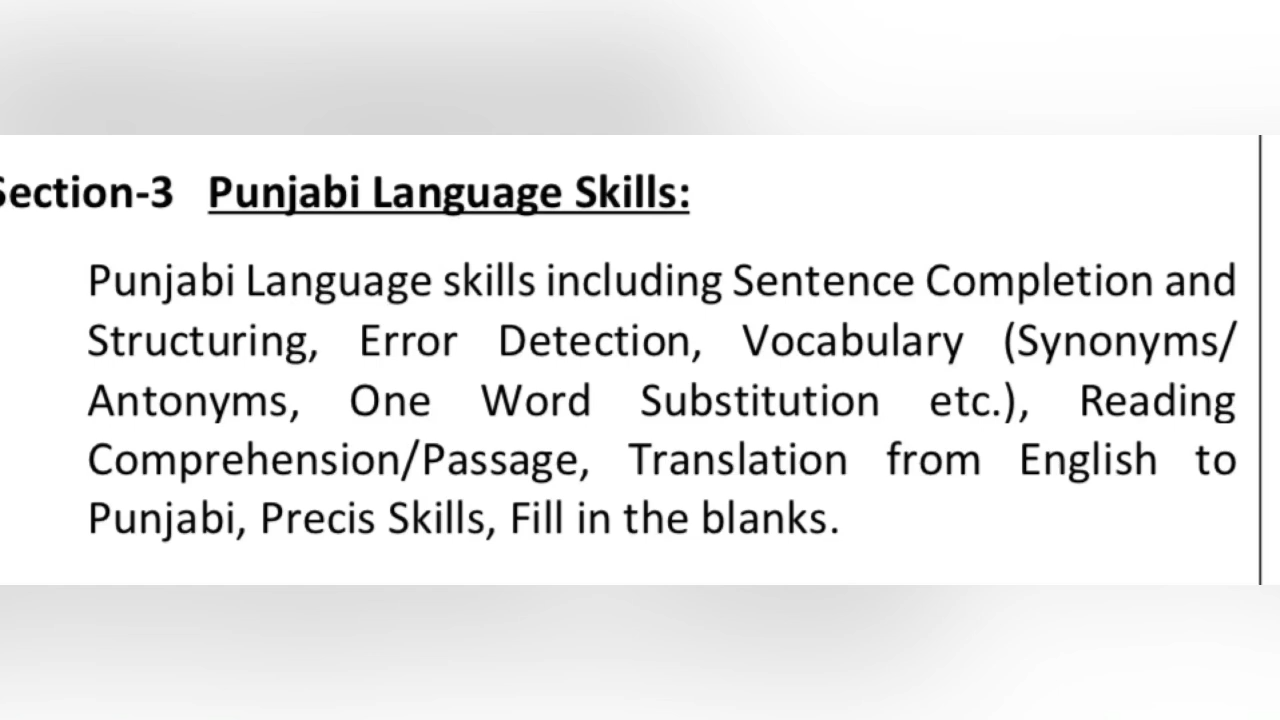 Section-3 Punjabi Language Skills:
Punjabi Language skills including Sentence Completion and
Structuring, Error Detection, Vocabulary (Synonyms/
Antonyms, One Word Substitution etc.), Reading
Comprehension/Passage, Translation from English to
Punjabi, Precis Skills, Fill in the blanks.